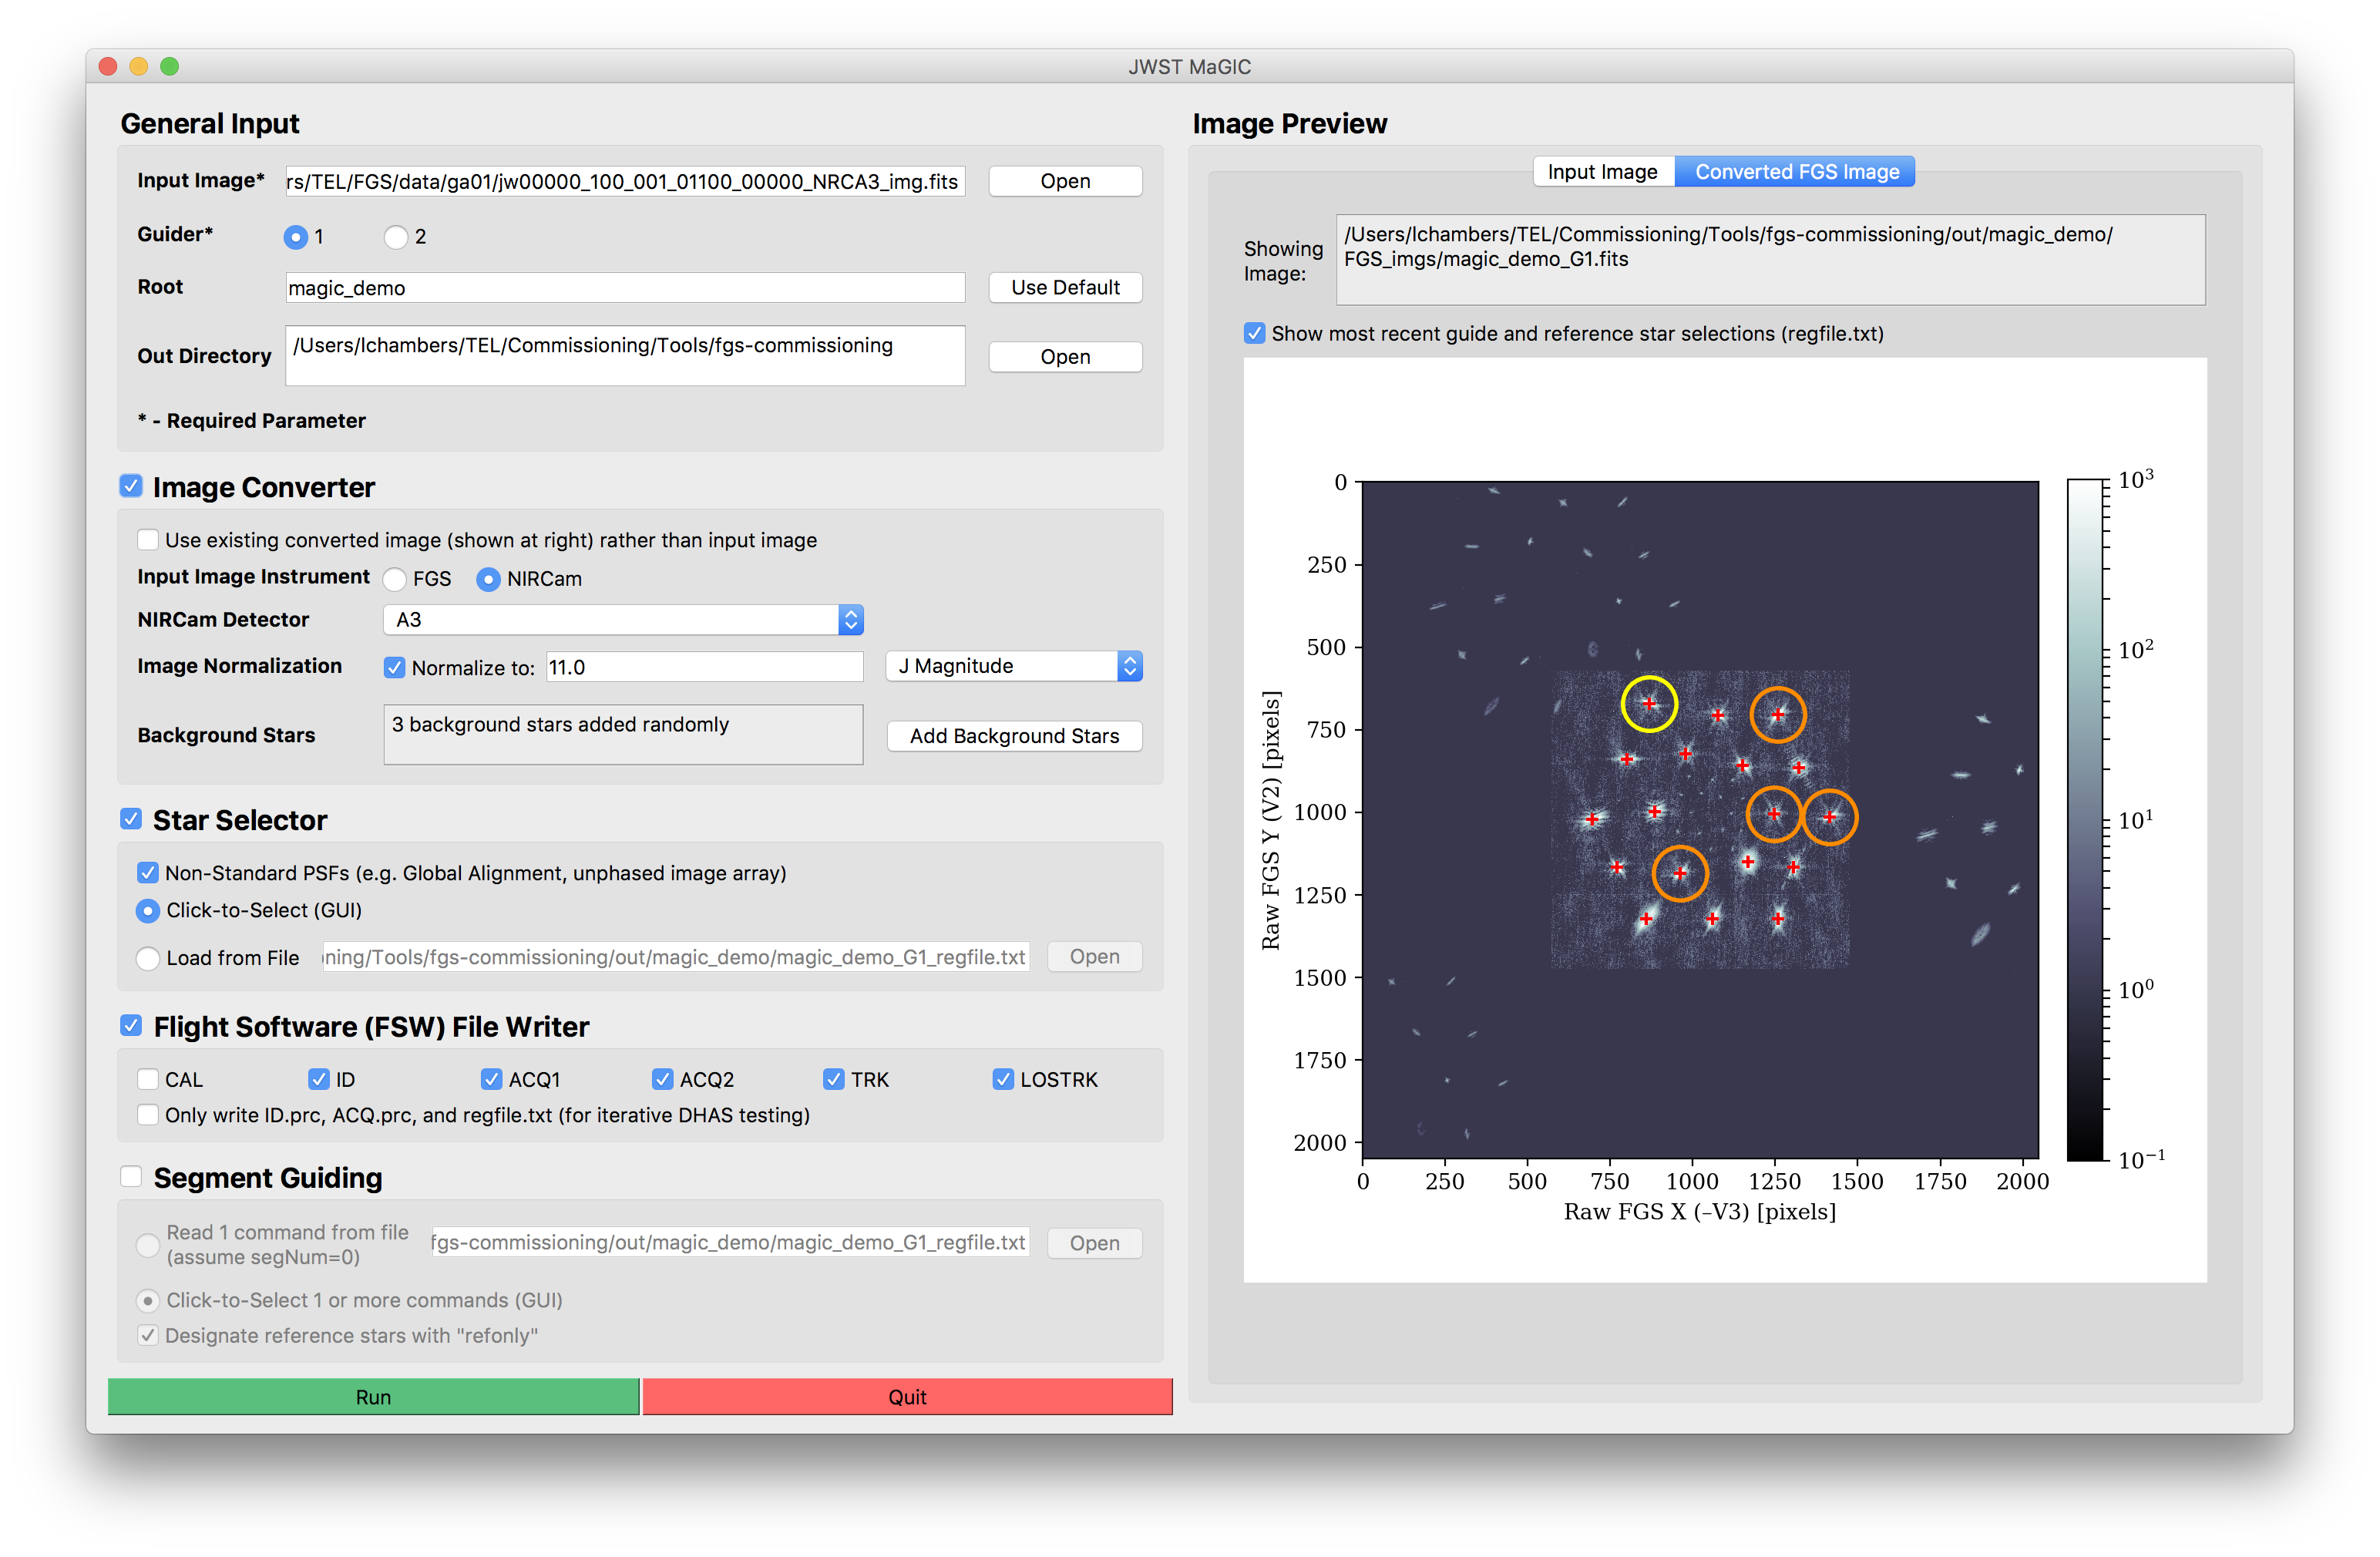 JWST MaGIC
General Input
Input Image* rs/TEL/FGS/data/ga01/jw00000_100_001_01100_00000_NRCA3_img.fits Open
Guider* 1 2
Root magic_demo Use Default
Out Directory /Users/lchambers/TEL/Commissioning/Tools/fgs-commissioning Open
* - Required Parameter
Image Converter
Use existing converted image (shown at right) rather than input image
Input Image Instrument FGS NIRCam
NIRCam Detector A3
Image Normalization Normalize to: 11.0 J Magnitude
Background Stars 3 background stars added randomly Add Background Stars
Star Selector
Non-Standard PSFs (e.g. Global Alignment, unphased image array)
Click-to-Select (GUI)
Load from File ning/Tools/fgs-commissioning/out/magic_demo/magic_demo_G1_regfile.txt Open
Flight Software (FSW) File Writer
CAL ID ACQ1 ACQ2 TRK LOSTRK
Only write ID.prc, ACQ.prc, and regfile.txt (for iterative DHAS testing)
Segment Guiding
Read 1 command from file
(assume segNum=0)
fgs-commissioning/out/magic_demo/magic_demo_G1_regfile.txt Open
Click-to-Select 1 or more commands (GUI)
Designate reference stars with "refonly"
Run Quit
Image Preview
Input Image Converted FGS Image
Showing
Image:
/Users/lchambers/TEL/Commissioning/Tools/fgs-commissioning/out/magic_demo/
FGS_imgs/magic_demo_G1.fits
Show most recent guide and reference star selections (regfile.txt)
Raw FGS Y (V2) [pixels]
0
250
500
750
1000
1250
1500
1750
2000
0 250 500 750 1000 1250 1500 1750 2000
Raw FGS X (–V3) [pixels]
10³
10²
10¹
10⁰
10⁻¹